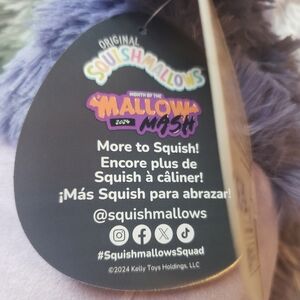 ORIGINAL
SQUISHMALLOWS
MONTH OF THE
MALLOW
2024
MASH
More to Squish!
Encore plus de
Squish à câliner!
¡Más Squish para abrazar!
@squishmallows
#SquishmallowsSquad
©2024 Kelly Toys Holdings, LLC